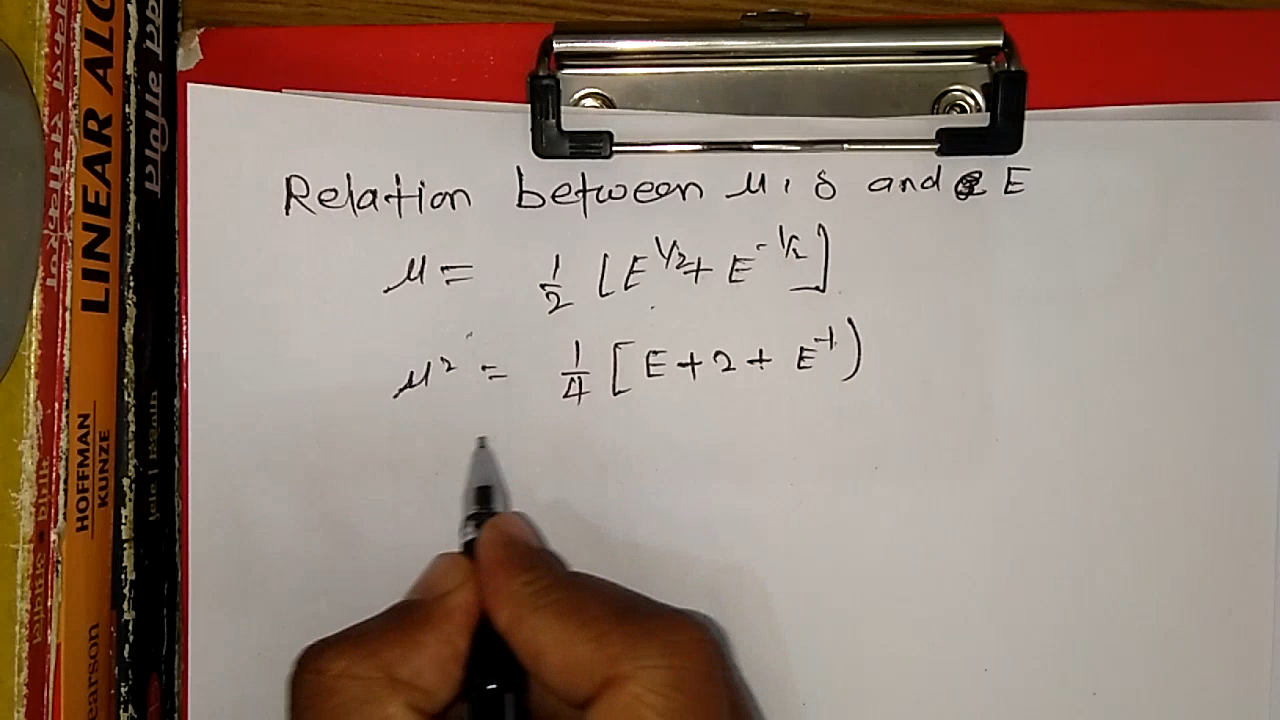 Relation between μ, δ and E
μ = 1/2 [E^1/2 + E^-1/2]
μ² = 1/4 [E + 2 + E^-1)
LINEAR ALG
HOFFMAN
KUNZE
earson